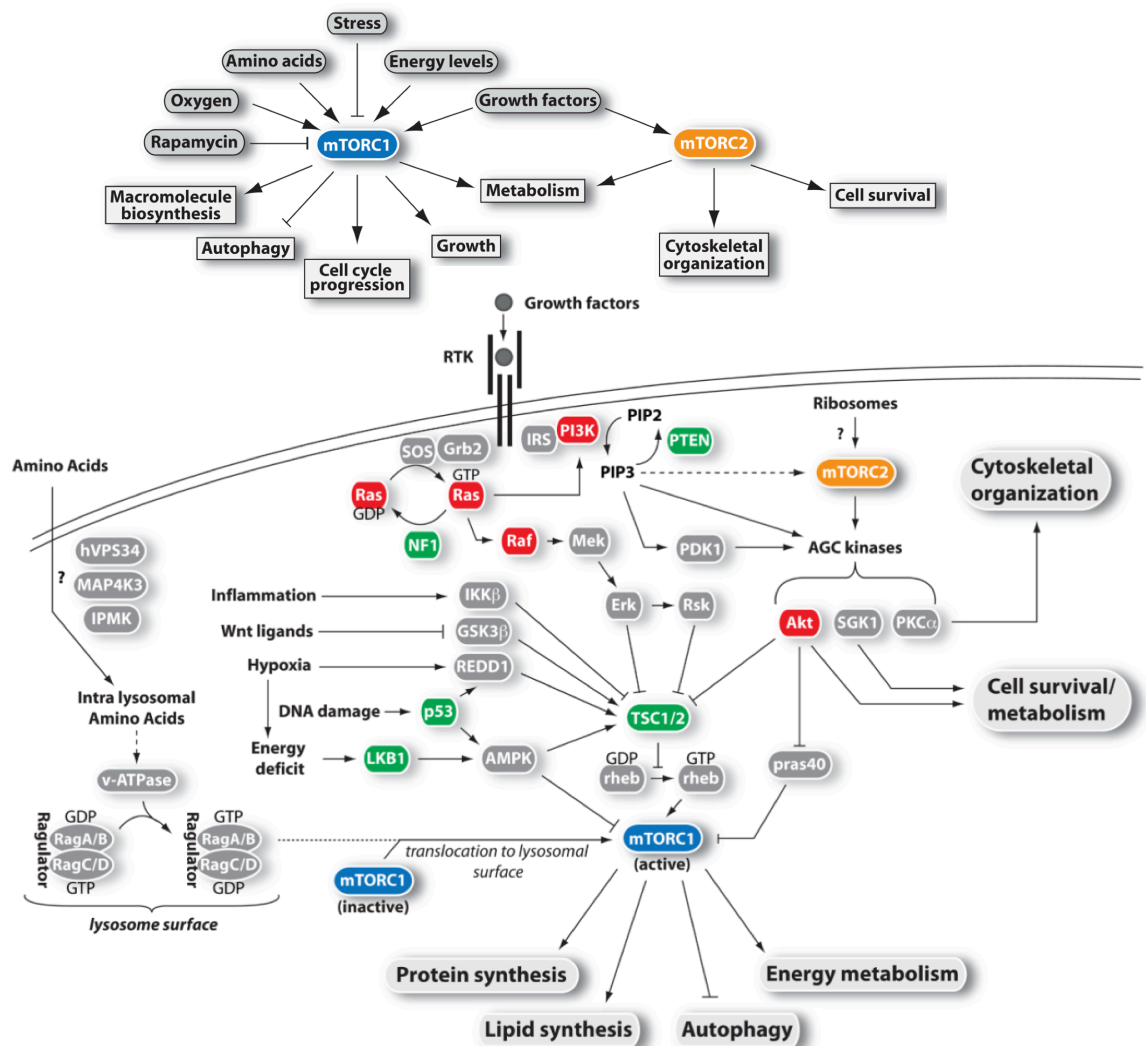 Stress
Amino acids
Energy levels
Oxygen
Growth factors
Rapamycin
mTORC1
mTORC2
Macromolecule
biosynthesis
Metabolism
Cell survival
Autophagy
Growth
Cell cycle
progression
Cytoskeletal
organization
Growth factors
RTK
Ribosomes
?
PIP2
PI3K
IRS
PTEN
SOS
Grb2
Amino Acids
PIP3
mTORC2
Cytoskeletal
organization
GTP
Ras
Ras
GDP
NF1
Raf
Mek
PDK1
AGC kinases
hVPS34
?
MAP4K3
IPMK
Inflammation
IKKβ
Erk
Rsk
Akt
SGK1
PKCα
Wnt ligands
GSK3β
Hypoxia
REDD1
Intra lysosomal
Amino Acids
DNA damage
p53
TSC1/2
Cell survival/
metabolism
Energy
deficit
LKB1
AMPK
GDP
rheb
GTP
rheb
pras40
v-ATPase
GDP
Ragulator
RagA/B
RagC/D
GTP
GTP
Ragulator
RagA/B
RagC/D
GDP
lysosome surface
translocation to lysosomal
surface
mTORC1
(inactive)
mTORC1
(active)
Protein synthesis
Energy metabolism
Lipid synthesis
Autophagy